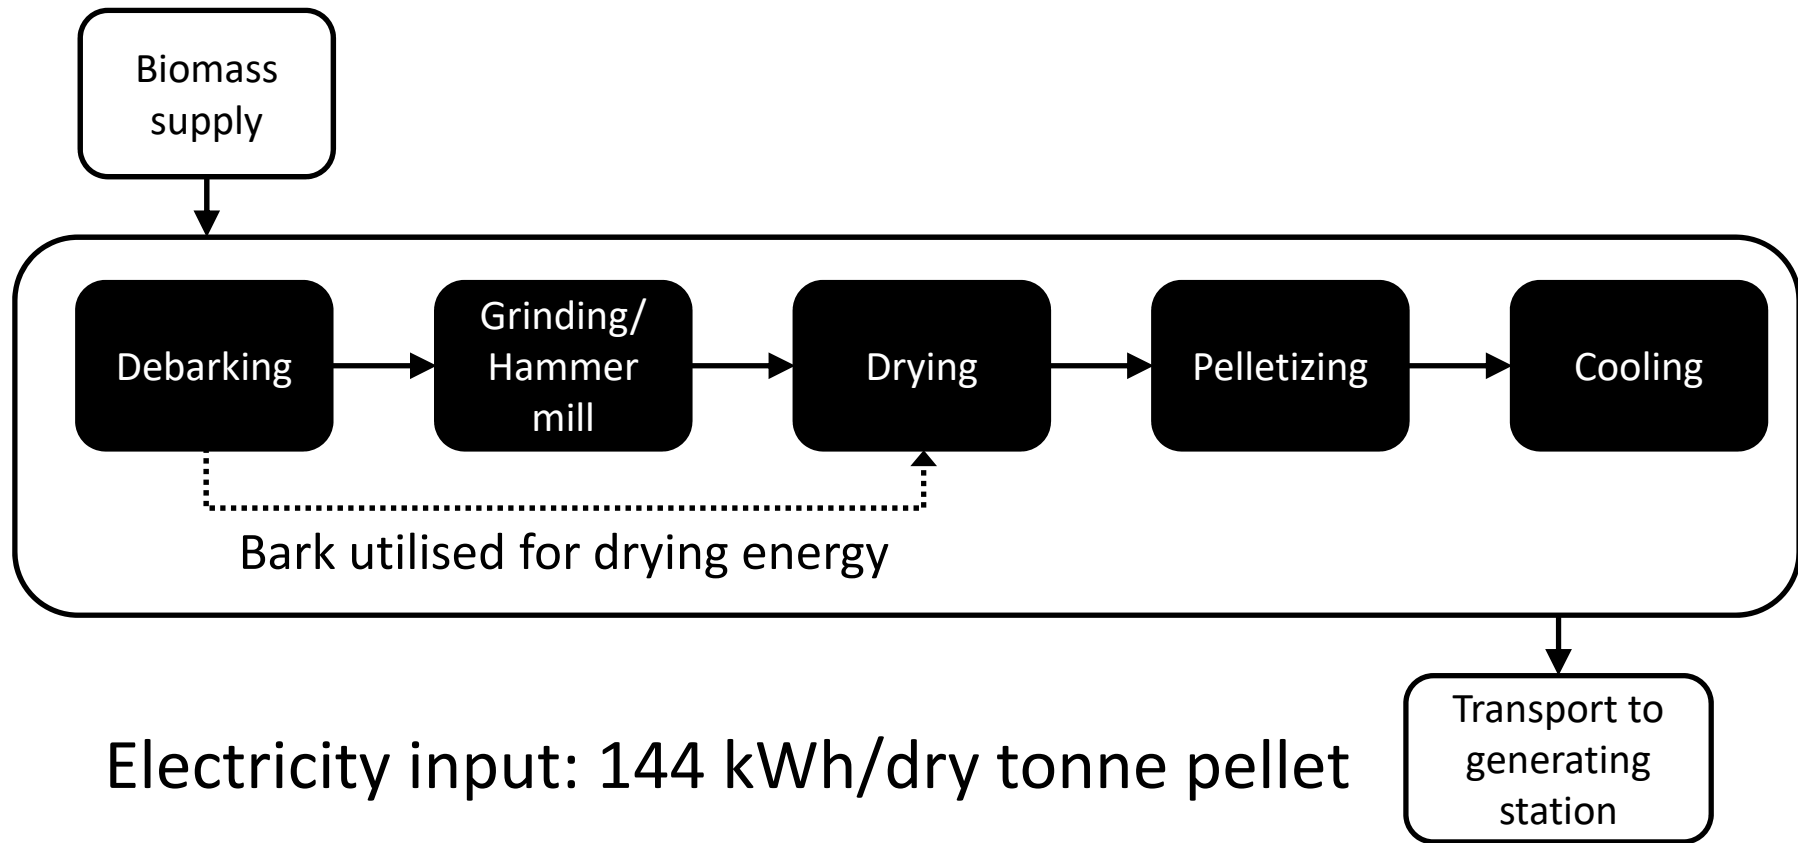 Biomass
supply
Debarking
Grinding/
Hammer
mill
Drying
Pelletizing
Cooling
Bark utilised for drying energy
Electricity input: 144 kWh/dry tonne pellet
Transport to
generating
station